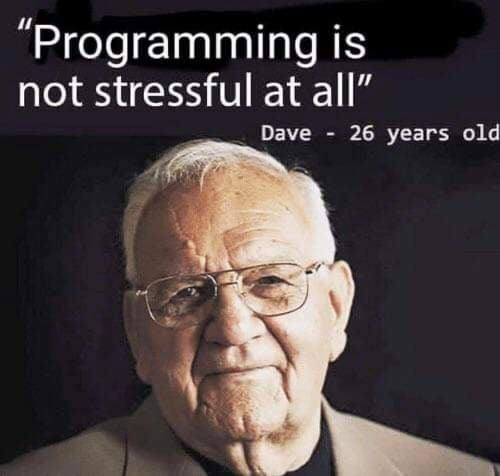 “Programming is
not stressful at all”
Dave - 26 years old